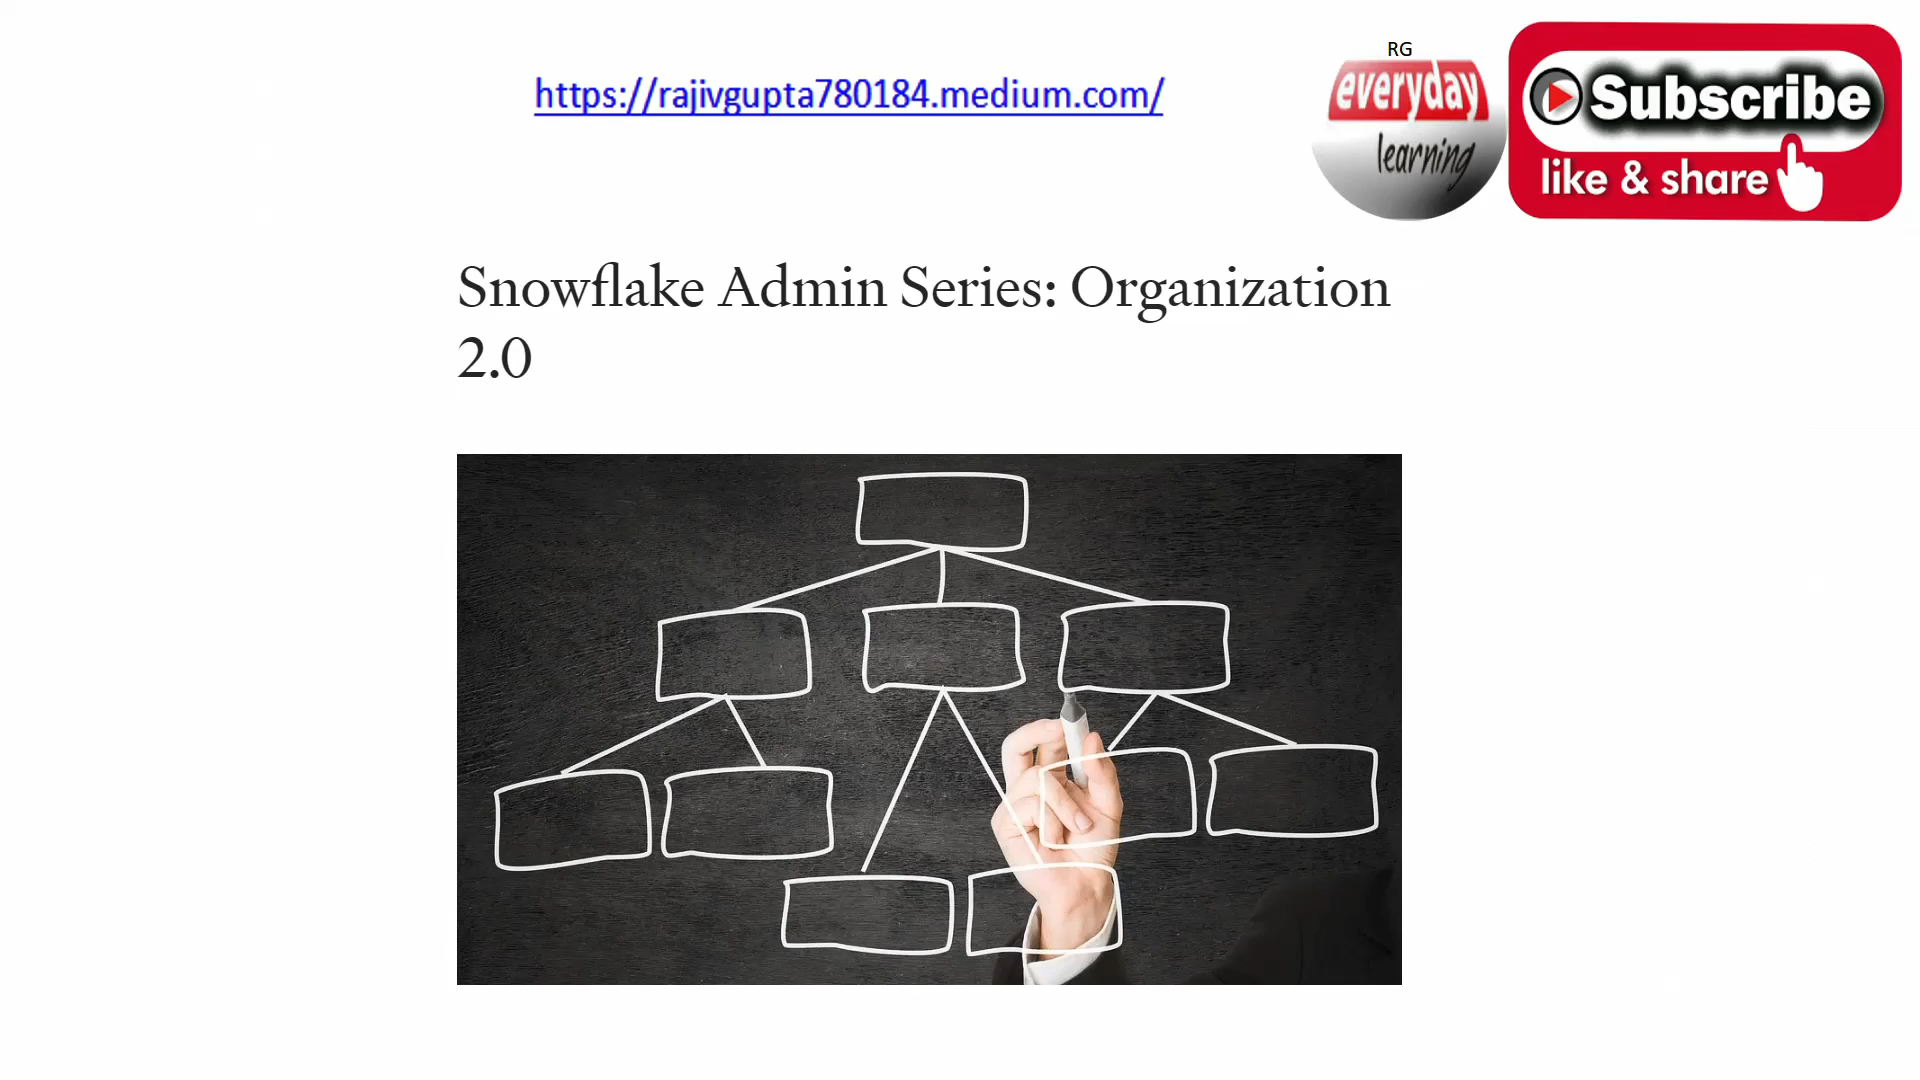 https://rajivgupta780184.medium.com/
RG
everyday
learning
Subscribe
like & share
Snowflake Admin Series: Organization
2.0